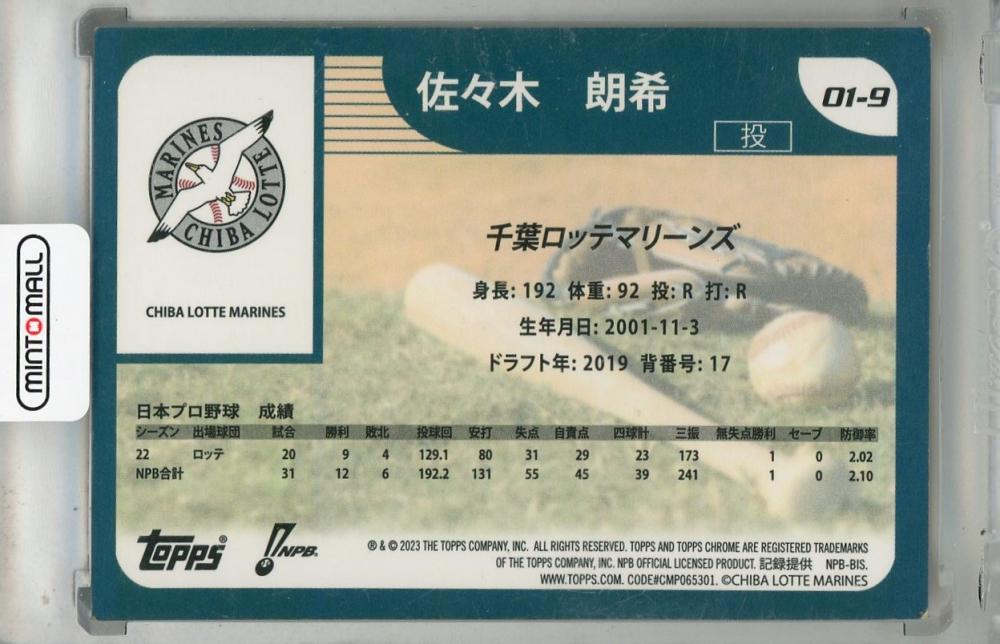 佐々木 朗希
01-9
投
MARINES
CHIBA LOTTE
CHIBA LOTTE MARINES
千葉ロッテマリーンズ
身長: 192 体重: 92 投: R 打: R
生年月日: 2001-11-3
ドラフト年: 2019 背番号: 17
MINTOMALL
日本プロ野球 成績
シーズン 出場球団 試合 勝利 敗北 投球回 安打 失点 自責点 四球計 三振 無失点勝利 セーブ 防御率
22 ロッテ 20 9 4 129.1 80 31 29 23 173 1 0 2.02
NPB合計 31 12 6 192.2 131 55 45 39 241 1 0 2.10
Topps® NPB.
® & © 2023 THE TOPPS COMPANY, INC. ALL RIGHTS RESERVED. TOPPS AND TOPPS CHROME ARE REGISTERED TRADEMARKS
OF THE TOPPS COMPANY, INC. NPB OFFICIAL LICENSED PRODUCT. 記録提供 NPB-BIS.
WWW.TOPPS.COM. CODE#CMP065301. ©CHIBA LOTTE MARINES